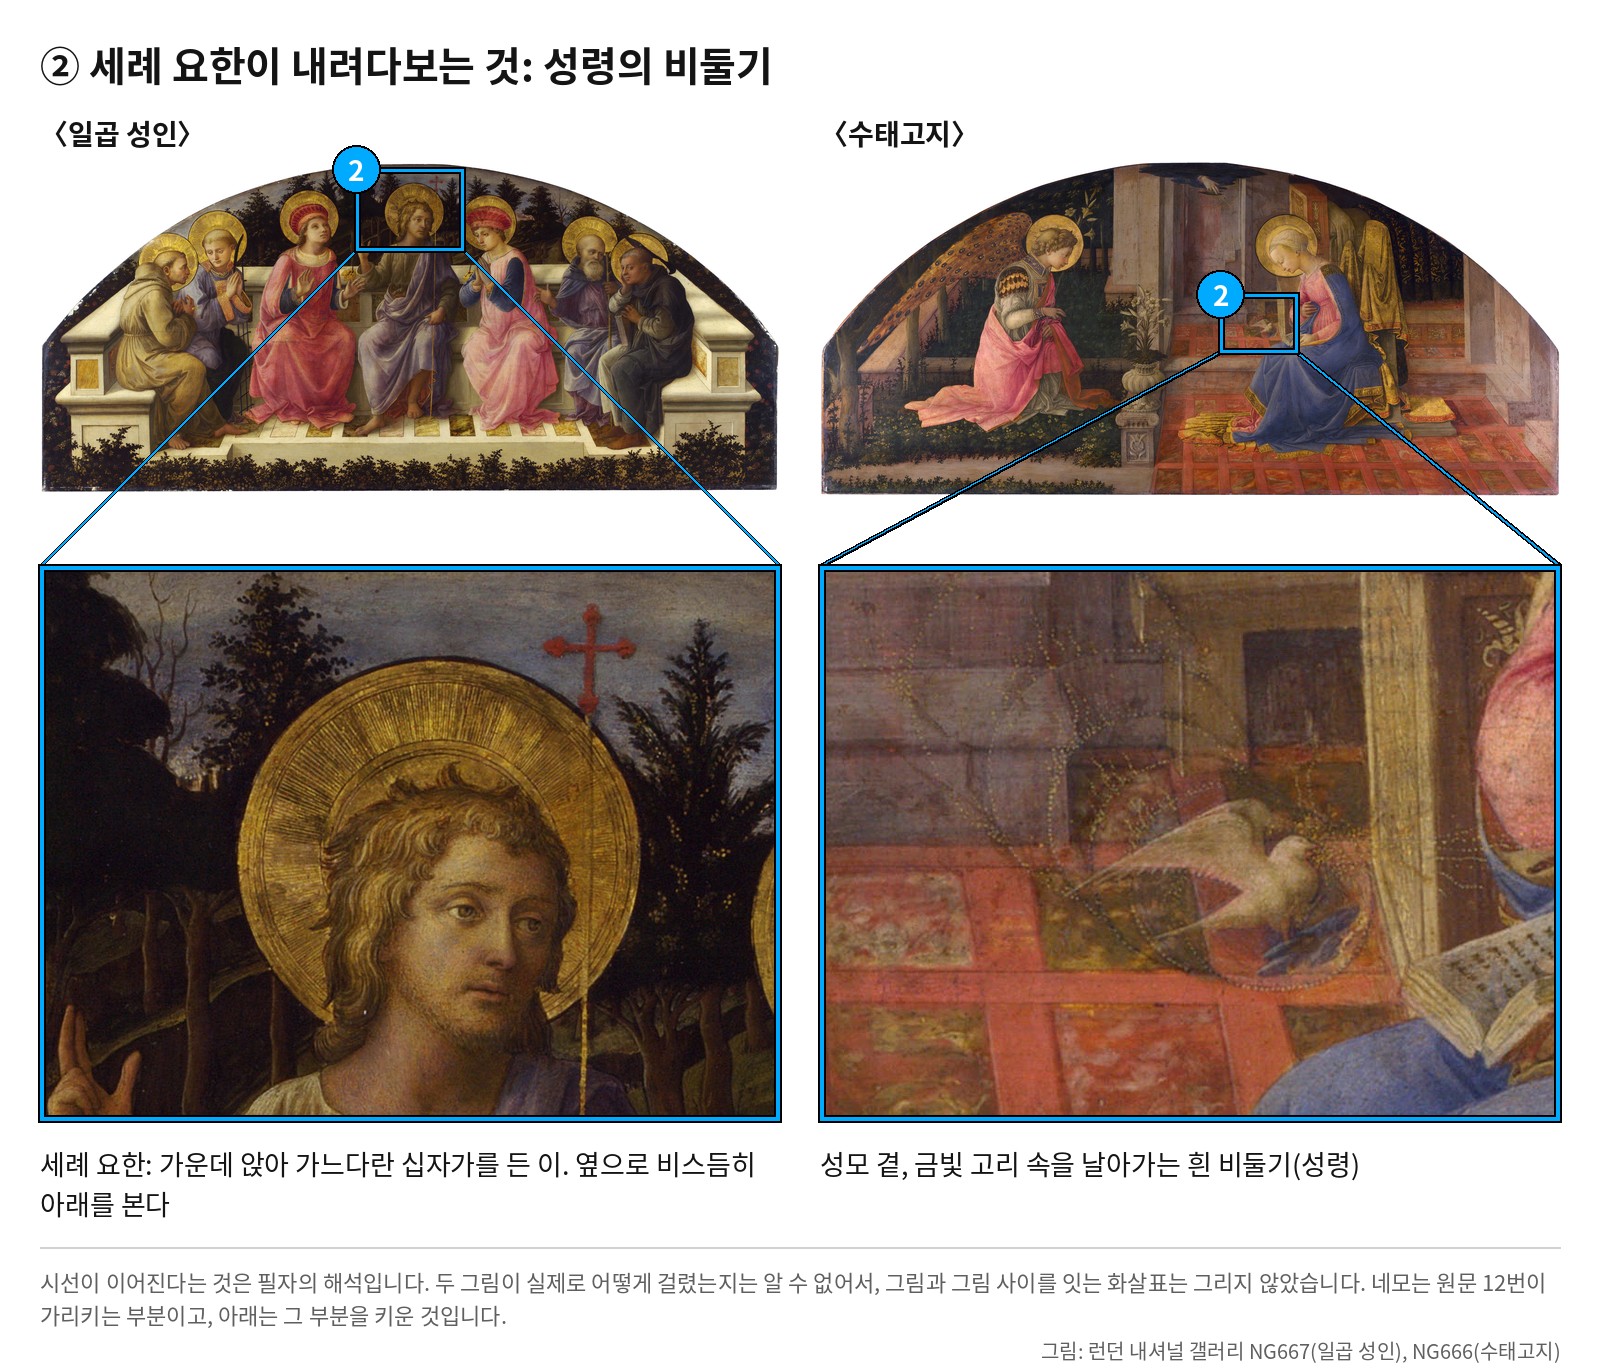 ② 세례 요한이 내려다보는 것: 성령의 비둘기
〈일곱 성인〉
〈수태고지〉
2
2
세례 요한: 가운데 앉아 가느다란 십자가를 든 이. 옆으로 비스듬히
아래를 본다
성모 곁, 금빛 고리 속을 날아가는 흰 비둘기(성령)
시선이 이어진다는 것은 필자의 해석입니다. 두 그림이 실제로 어떻게 걸렸는지는 알 수 없어서, 그림과 그림 사이를 잇는 화살표는 그리지 않았습니다. 네모는 원문 12번이
가리키는 부분이고, 아래는 그 부분을 키운 것입니다.
그림: 런던 내셔널 갤러리 NG667(일곱 성인), NG666(수태고지)